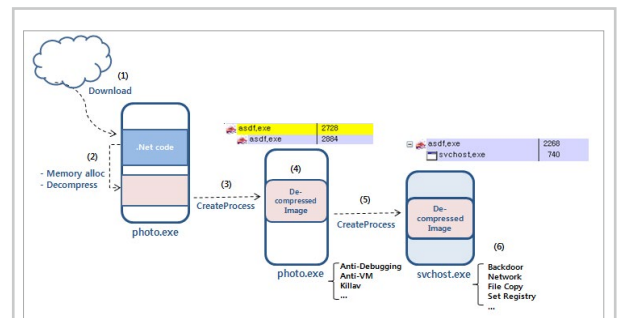 (1)
Download
.Net code
(2)
- Memory alloc
- Decompress
photo.exe
(3)
CreateProcess
asdf.exe 2728
asdf.exe 2884
(4)
De-
compressed
Image
photo.exe
Anti-Debugging
Anti-VM
Killav
...
(5)
CreateProcess
asdf.exe 2268
svchost.exe 740
De-
compressed
Image
svchost.exe
(6)
Backdoor
Network
File Copy
Set Registry
...